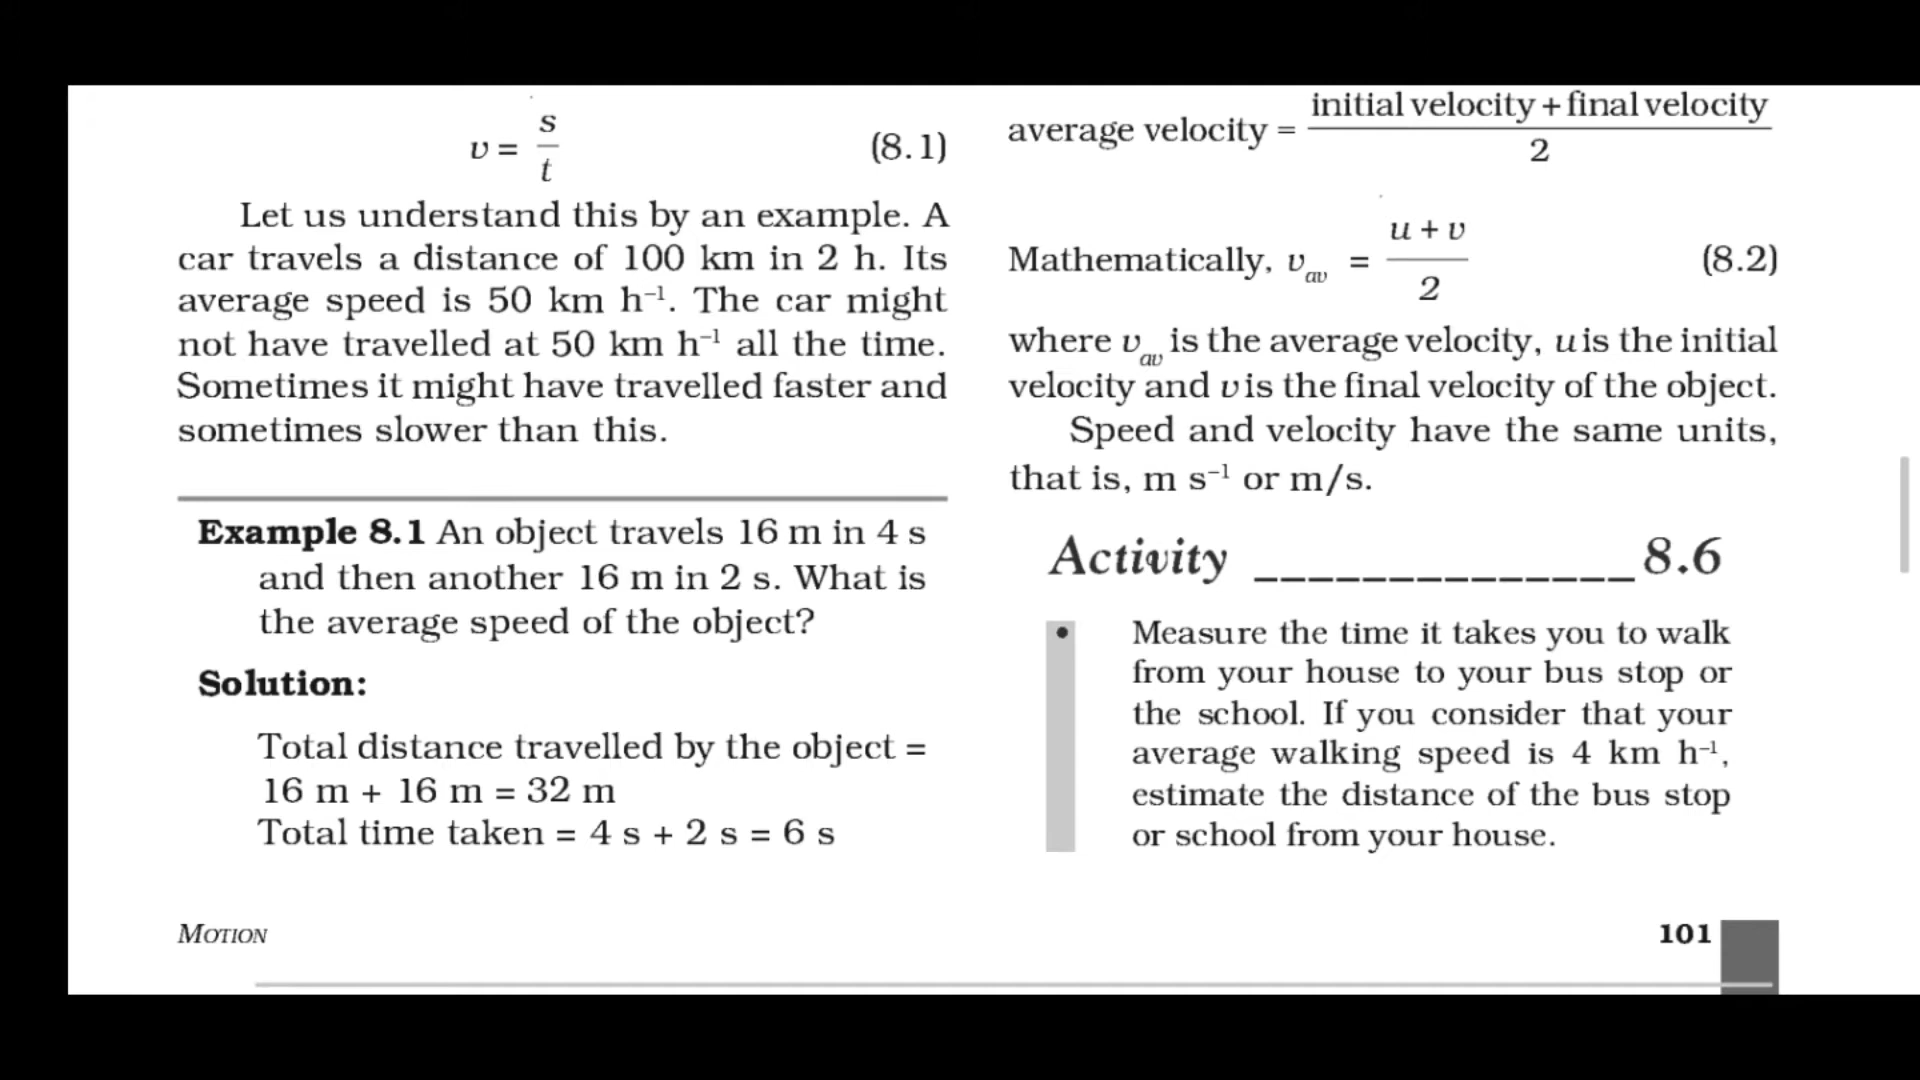 v = s/t (8.1)
Let us understand this by an example. A
car travels a distance of 100 km in 2 h. Its
average speed is 50 km h⁻¹. The car might
not have travelled at 50 km h⁻¹ all the time.
Sometimes it might have travelled faster and
sometimes slower than this.
Example 8.1 An object travels 16 m in 4 s
and then another 16 m in 2 s. What is
the average speed of the object?
Solution:
Total distance travelled by the object =
16 m + 16 m = 32 m
Total time taken = 4 s + 2 s = 6 s
average velocity = initial velocity + final velocity / 2
Mathematically, v_av = u + v / 2 (8.2)
where v_av is the average velocity, u is the initial
velocity and v is the final velocity of the object.
Speed and velocity have the same units,
that is, m s⁻¹ or m/s.
Activity ______________ 8.6
• Measure the time it takes you to walk
from your house to your bus stop or
the school. If you consider that your
average walking speed is 4 km h⁻¹,
estimate the distance of the bus stop
or school from your house.
MOTION
101